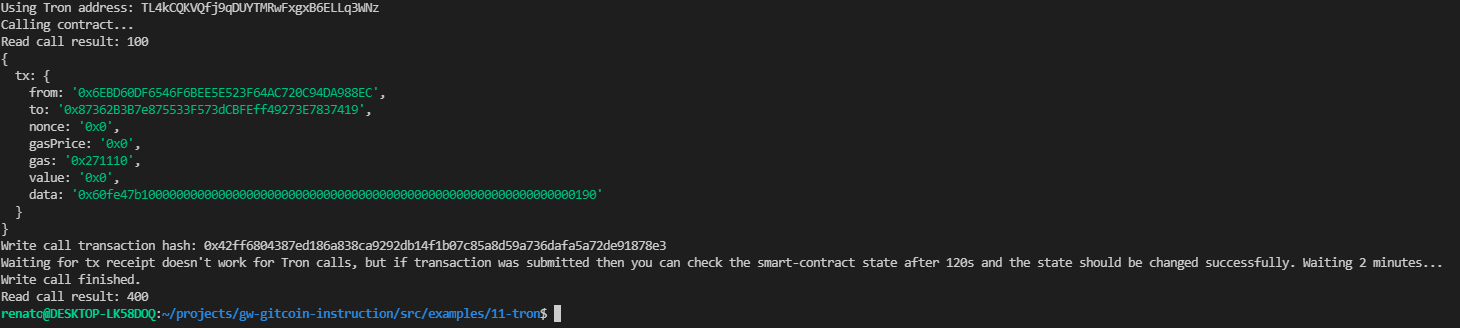 Using Tron address: TL4kCQKVQfj9qDUYTMRwFxgxB6ELLq3WNz
Calling contract...
Read call result: 100
{
  tx: {
    from: '0x6EBD60DF6546F6BEE5E523F64AC720C94DA988EC',
    to: '0x87362B3B7e875533F573dCBFEff49273E7837419',
    nonce: '0x0',
    gasPrice: '0x0',
    gas: '0x271110',
    value: '0x0',
    data: '0x60fe47b10000000000000000000000000000000000000000000000000000000000000190'
  }
}
Write call transaction hash: 0x42ff6804387ed186a838ca9292db14f1b07c85a8d59a736dafa5a72de91878e3
Waiting for tx receipt doesn't work for Tron calls, but if transaction was submitted then you can check the smart-contract state after 120s and the state should be changed successfully. Waiting 2 minutes...
Write call finished.
Read call result: 400
renato@DESKTOP-LK58DOQ:~/projects/gw-gitcoin-instruction/src/examples/11-tron$